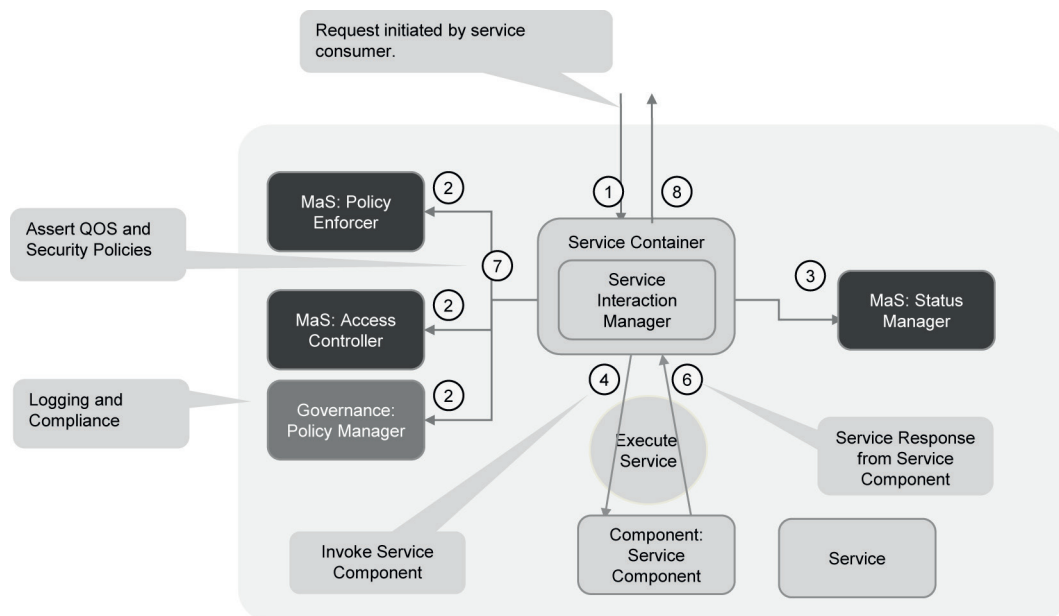 Request initiated by service
consumer.
1
8
MaS: Policy
Enforcer
2
Assert QOS and
Security Policies
7
Service Container
Service
Interaction
Manager
3
MaS: Status
Manager
MaS: Access
Controller
2
Logging and
Compliance
Governance:
Policy Manager
2
4
6
Execute
Service
Service Response
from Service
Component
Invoke Service
Component
Component:
Service
Component
Service